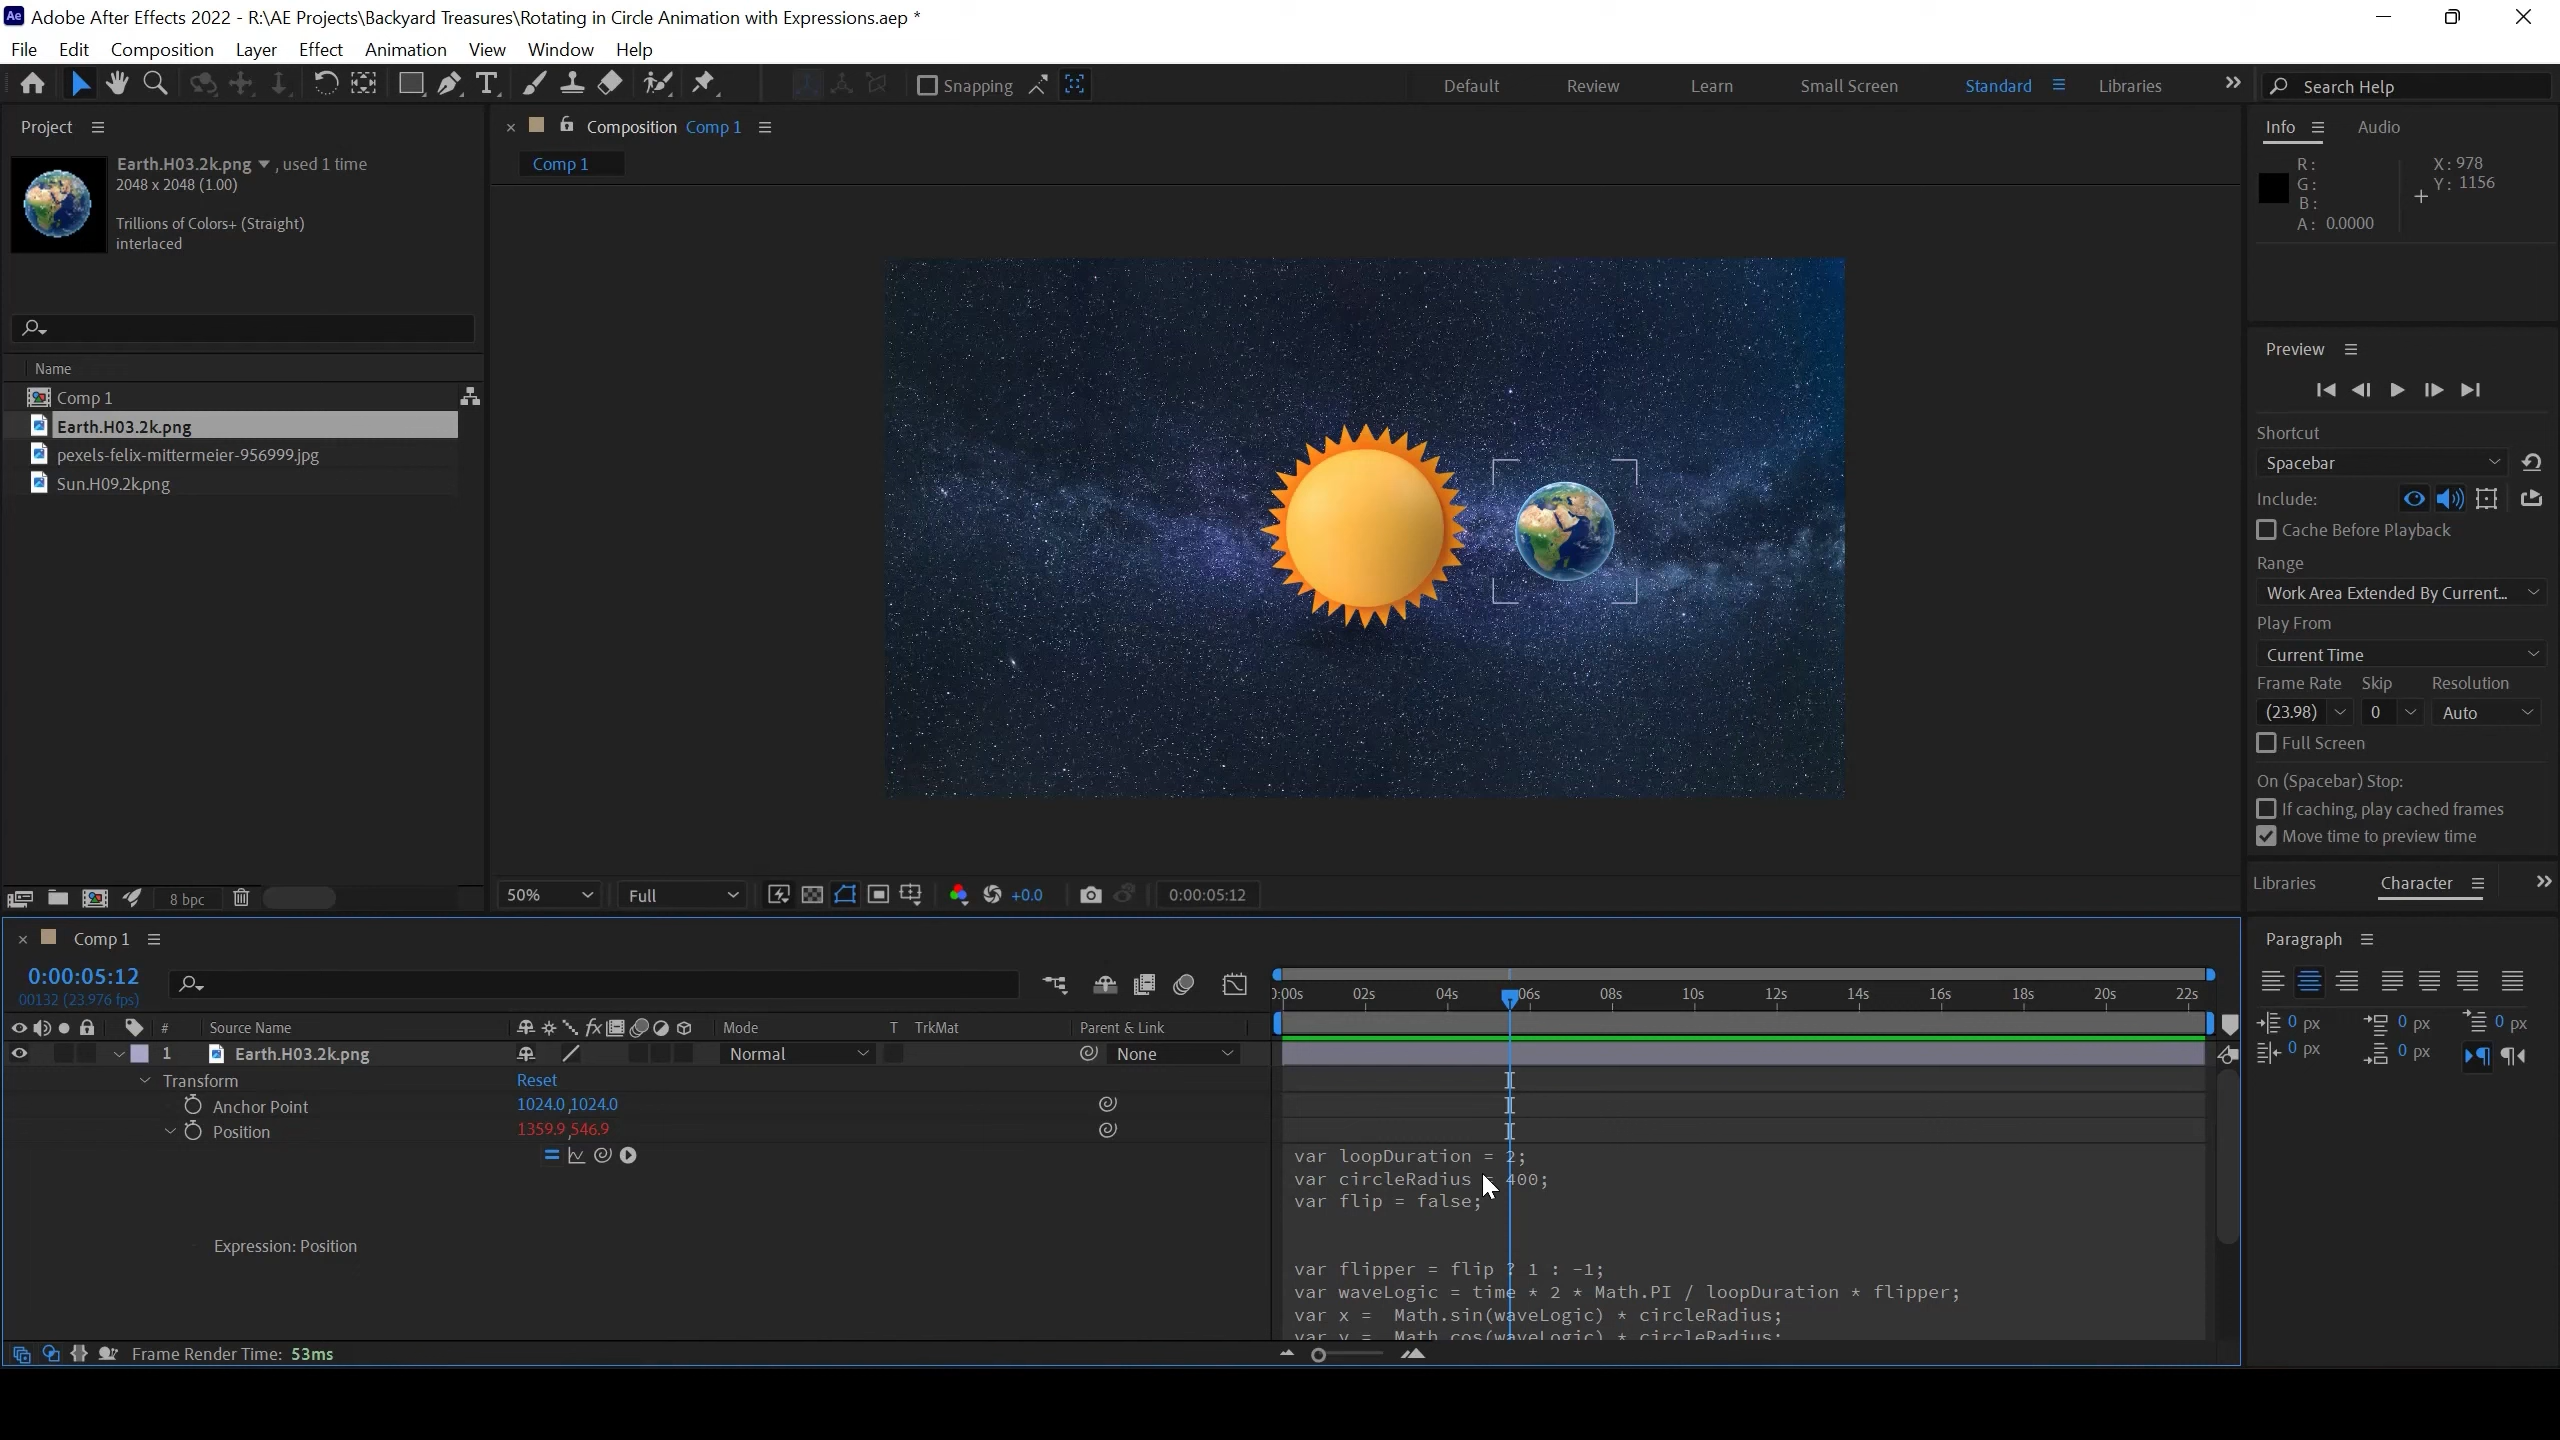 Adobe After Effects 2022 - R:\AE Projects\Backyard Treasures\Rotating in Circle Animation with Expressions.aep *
File Edit Composition Layer Effect Animation View Window Help
Snapping Default Review Learn Small Screen Standard Libraries Search Help
Project
Earth.H03.2k.png , used 1 time
2048 x 2048 (1.00)
Trillions of Colors+ (Straight)
interlaced
Name
Comp 1
Earth.H03.2k.png
pexels-felix-mittermeier-956999.jpg
Sun.H09.2k.png
8 bpc
Composition Comp 1
Comp 1
50% Full +0.0 0:00:05:12
Info Audio
R:
G:
B:
A: 0.0000
X: 978
Y: 1156
Preview
Shortcut
Spacebar
Include:
Cache Before Playback
Range
Work Area Extended By Current...
Play From
Current Time
Frame Rate Skip Resolution
(23.98) 0 Auto
Full Screen
On (Spacebar) Stop:
If caching, play cached frames
Move time to preview time
Libraries Character
Paragraph
0 px 0 px 0 px
0 px 0 px
Comp 1
0:00:05:12
00132 (23.976 fps)
# Source Name fx Mode T TrkMat Parent & Link
1 Earth.H03.2k.png Normal None
Transform Reset
Anchor Point 1024.0,1024.0
Position 1359.9,546.9
Expression: Position
:00s 02s 04s 06s 08s 10s 12s 14s 16s 18s 20s 22s
var loopDuration = 2;
var circleRadius = 400;
var flip = false;
var flipper = flip ? 1 : -1;
var waveLogic = time * 2 * Math.PI / loopDuration * flipper;
var x = Math.sin(waveLogic) * circleRadius;
var y = Math.cos(waveLogic) * circleRadius;
Frame Render Time: 53ms